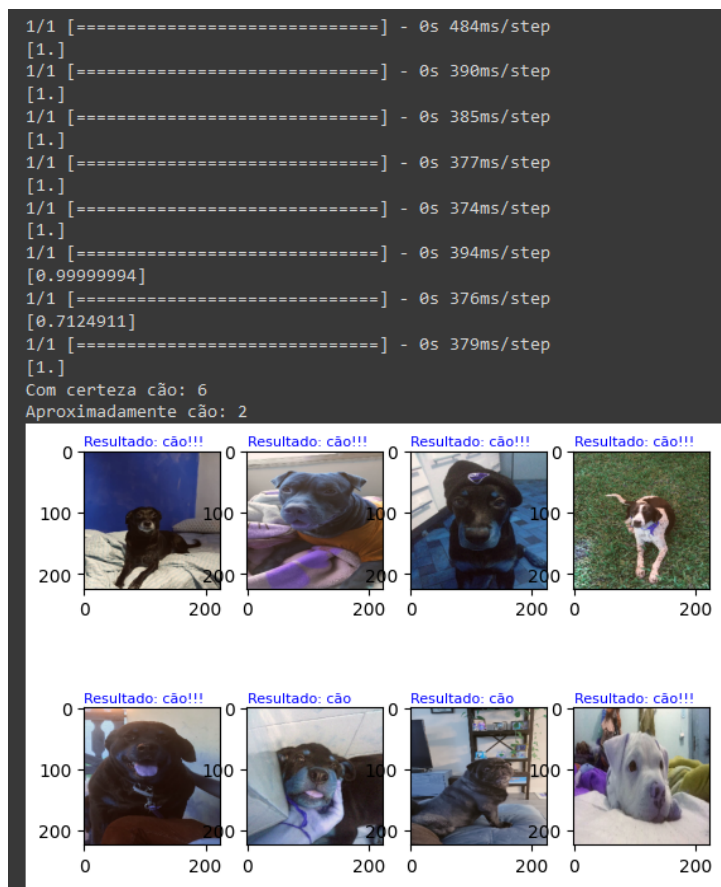 1/1 [==============================] - 0s 484ms/step
[1.]
1/1 [==============================] - 0s 390ms/step
[1.]
1/1 [==============================] - 0s 385ms/step
[1.]
1/1 [==============================] - 0s 377ms/step
[1.]
1/1 [==============================] - 0s 374ms/step
[1.]
1/1 [==============================] - 0s 394ms/step
[0.99999994]
1/1 [==============================] - 0s 376ms/step
[0.7124911]
1/1 [==============================] - 0s 379ms/step
[1.]
Com certeza cão: 6
Aproximadamente cão: 2
Resultado: cão!!! Resultado: cão!!! Resultado: cão!!! Resultado: cão!!!
0 0 0 0
100 100 100 100
200 200 200 200
0 200 0 200 0 200 0 200
Resultado: cão!!! Resultado: cão Resultado: cão Resultado: cão!!!
0 0 0 0
100 100 100 100
200 200 200 200
0 200 0 200 0 200 0 200